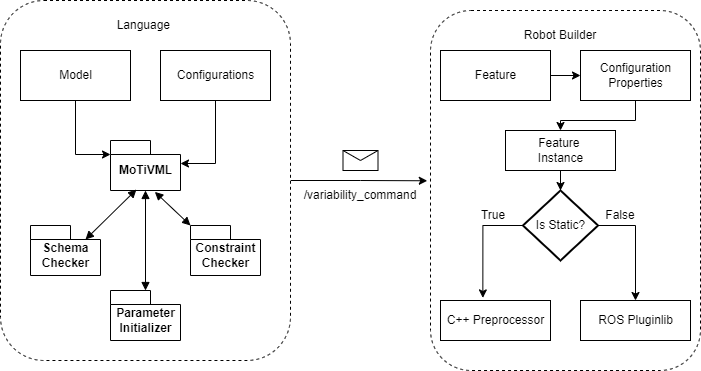 Language
Model
Configurations
MoTiVML
Schema
Checker
Constraint
Checker
Parameter
Initializer
/variability_command
Robot Builder
Feature
Configuration
Properties
Feature
Instance
Is Static?
True
False
C++ Preprocessor
ROS Pluginlib